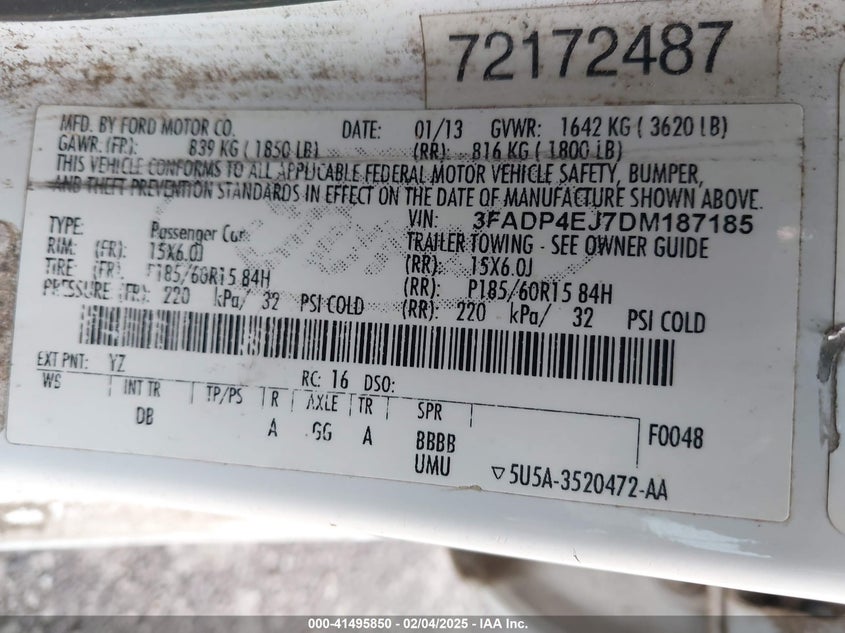 72172487
MFD. BY FORD MOTOR CO. DATE: 01/13 GVWR: 1642 KG ( 3620 LB)
GAWR. (FR): 839 KG ( 1850 LB) (RR): 816 KG ( 1800 LB)
THIS VEHICLE CONFORMS TO ALL APPLICABLE FEDERAL MOTOR VEHICLE SAFETY, BUMPER,
AND THEFT PREVENTION STANDARDS IN EFFECT ON THE DATE OF MANUFACTURE SHOWN ABOVE.
VIN: 3FADP4EJ7DM187185
TYPE: Passenger Car TRAILER TOWING - SEE OWNER GUIDE
RIM: (FR): 15X6.0J (RR): 15X6.0J
TIRE: (FR): P185/60R15 84H (RR): P185/60R15 84H
PRESSURE (FR): 220 kPa/ 32 PSI COLD (RR): 220 kPa/ 32 PSI COLD
EXT PNT: YZ RC: 16 DSO:
WS INT TR TP/PS R AXLE TR SPR
DB A GG A BBBB F0048
UMU ▽5U5A-3520472-AA
000-41495850 - 02/04/2025 - IAA Inc.